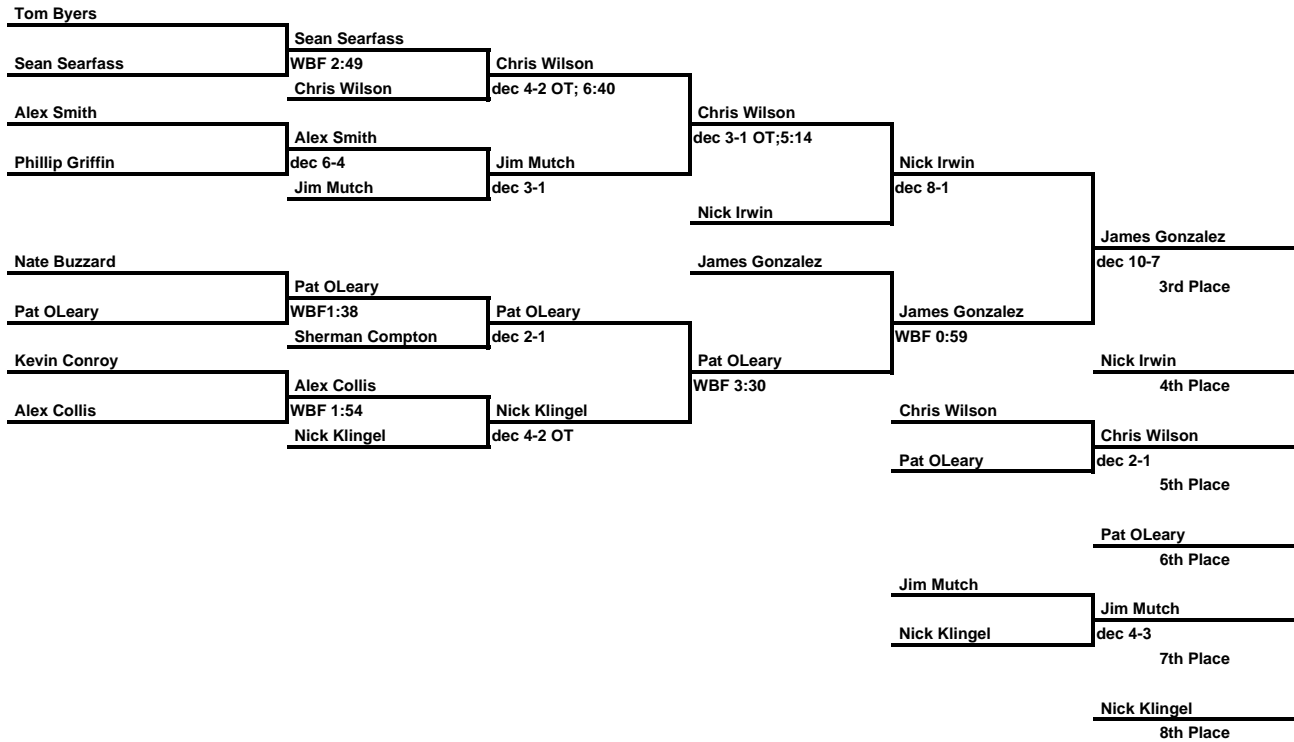 Tom Byers
Sean Searfass
Sean Searfass
WBF 2:49
Chris Wilson
Chris Wilson
dec 4-2 OT; 6:40
Alex Smith
Chris Wilson
dec 3-1 OT;5:14
Alex Smith
Phillip Griffin
dec 6-4
Jim Mutch
Nick Irwin
Jim Mutch
dec 3-1
dec 8-1
Nick Irwin
James Gonzalez
Nate Buzzard
James Gonzalez
dec 10-7
3rd Place
Pat OLeary
Pat OLeary
WBF1:38
Pat OLeary
James Gonzalez
Sherman Compton
dec 2-1
WBF 0:59
Kevin Conroy
Pat OLeary
Nick Irwin
WBF 3:30
4th Place
Alex Collis
Alex Collis
WBF 1:54
Nick Klingel
Chris Wilson
Nick Klingel
dec 4-2 OT
Chris Wilson
Pat OLeary
dec 2-1
5th Place
Pat OLeary
6th Place
Jim Mutch
Jim Mutch
Nick Klingel
dec 4-3
7th Place
Nick Klingel
8th Place